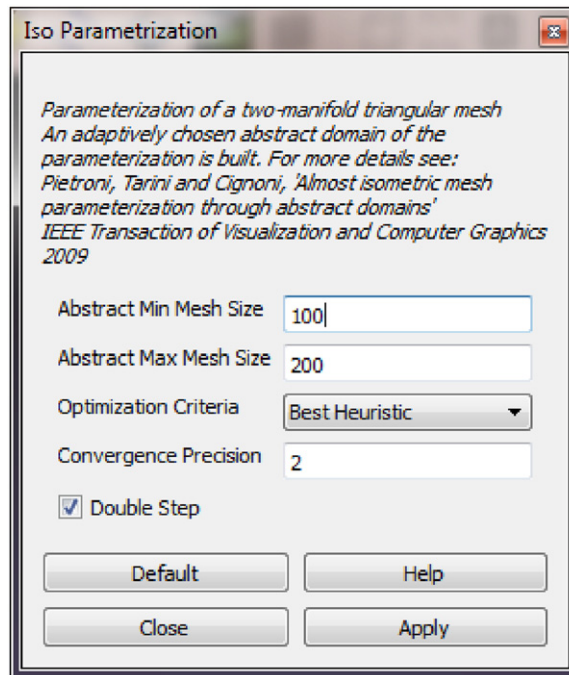 Iso Parametrization
Parameterization of a two-manifold triangular mesh
An adaptively chosen abstract domain of the
parameterization is built. For more details see:
Pietroni, Tarini and Cignoni, 'Almost isometric mesh
parameterization through abstract domains'
IEEE Transaction of Visualization and Computer Graphics
2009
Abstract Min Mesh Size 100
Abstract Max Mesh Size 200
Optimization Criteria Best Heuristic
Convergence Precision 2
Double Step
Default Help
Close Apply